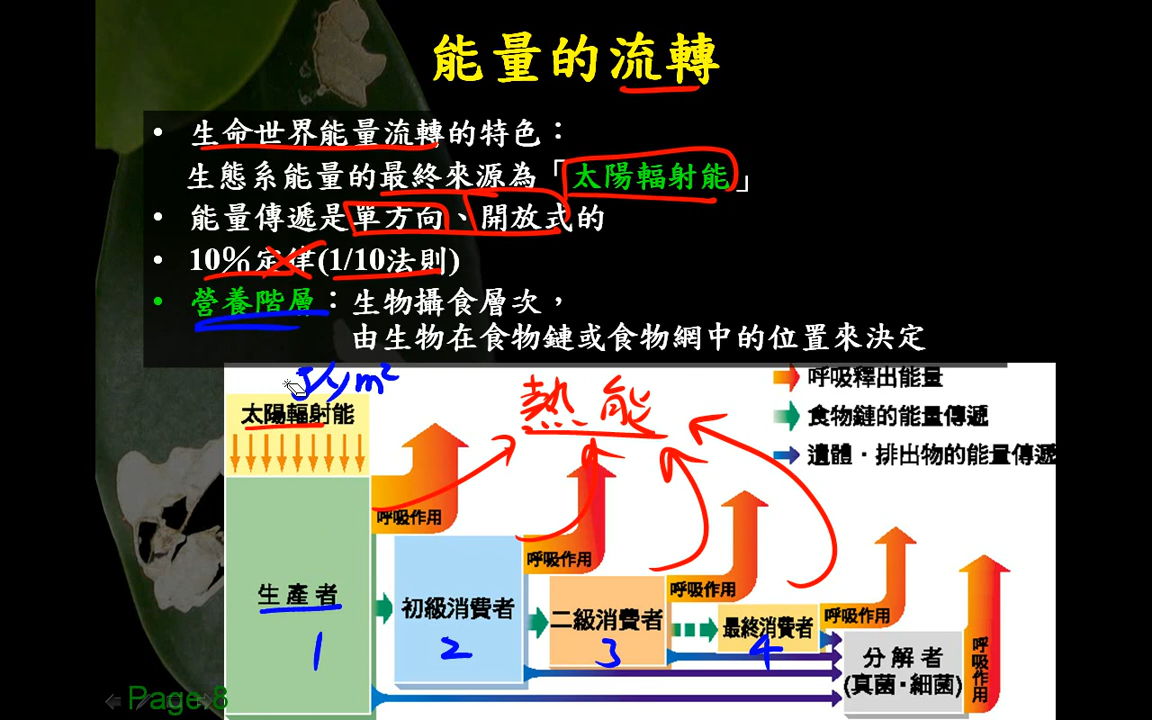 能量的流轉
• 生命世界能量流轉的特色：
生態系能量的最終來源為「太陽輻射能」
• 能量傳遞是單方向、開放式的
• 10%定律(1/10法則)
• 營養階層：生物攝食層次，
由生物在食物鏈或食物網中的位置來決定
熱能
呼吸釋出能量
食物鏈的能量傳遞
遺體・排出物的能量傳遞
太陽輻射能
呼吸作用
呼吸作用
呼吸作用
呼吸作用
呼吸作用
生產者
初級消費者
二級消費者
最終消費者
分解者
(真菌・細菌)
1
2
3
4
Page 8